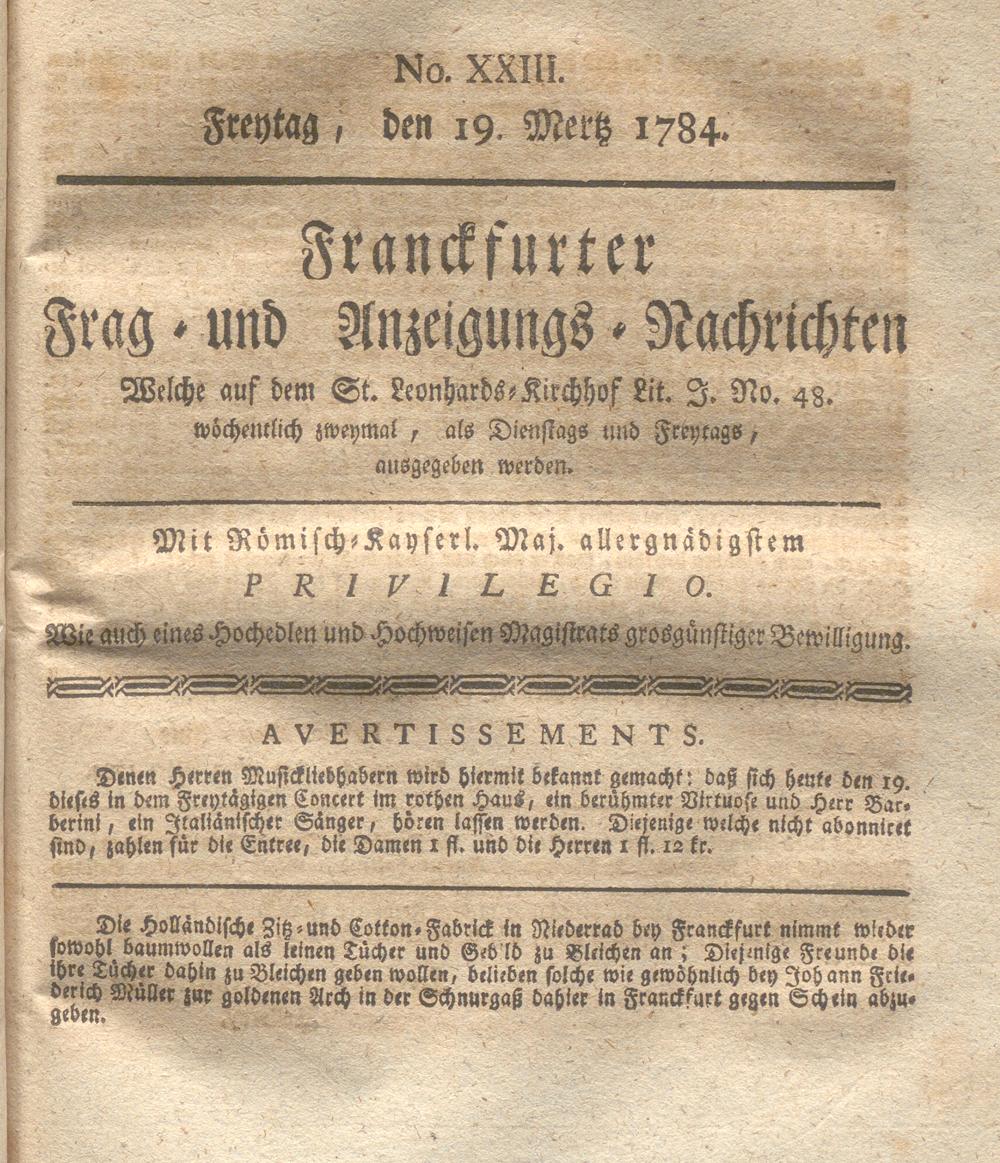 No. XXIII.
Freytag, den 19. Mertz 1784.
Franckfurter
Frag- und Anzeigungs-Nachrichten
Welche auf dem St. Leonhards-Kirchhof Lit. J. No. 48.
wöchentlich zweymal, als Dienstags und Freytags,
ausgegeben werden.
Mit Römisch-Kayserl. Maj. allergnädigstem
PRIVILEGIO.
Wie auch eines Hochedlen und Hochweisen Magistrats grosgünstiger Bewilligung.
AVERTISSEMENTS.
Denen Herren Musickliebhabern wird hiermit bekannt gemacht: daß sich heute den 19.
dieses in dem Freytägigen Concert im rothen Haus, ein berühmter Virtuose und Herr Bar-
berini, ein Italiänischer Sänger, hören lassen werden. Diejenige welche nicht abonniret
sind, zahlen für die Entree, die Damen 1 fl. und die Herren 1 fl. 12 kr.
Die Holländische Zitz- und Cotton-Fabrick in Niederrad bey Franckfurt nimmt wieder
sowohl baumwollen als leinen Tücher und Geb'ld zu Bleichen an; Diejenige Freunde die
ihre Tücher dahin zu Bleichen geben wollen, belieben solche wie gewöhnlich bey Johann Frie-
derich Müller zur goldenen Arch in der Schnurgaß dahier in Franckfurt gegen Schein abzu-
geben.